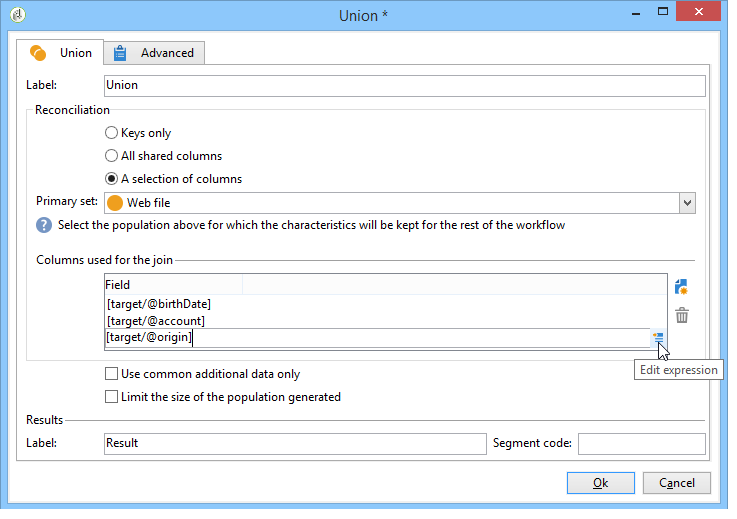 Union *
Union Advanced
Label: Union
Reconciliation
Keys only
All shared columns
A selection of columns
Primary set: Web file
? Select the population above for which the characteristics will be kept for the rest of the workflow
Columns used for the join
Field
[target/@birthDate]
[target/@account]
[target/@origin]
Edit expression
Use common additional data only
Limit the size of the population generated
Results
Label: Result Segment code:
Ok Cancel